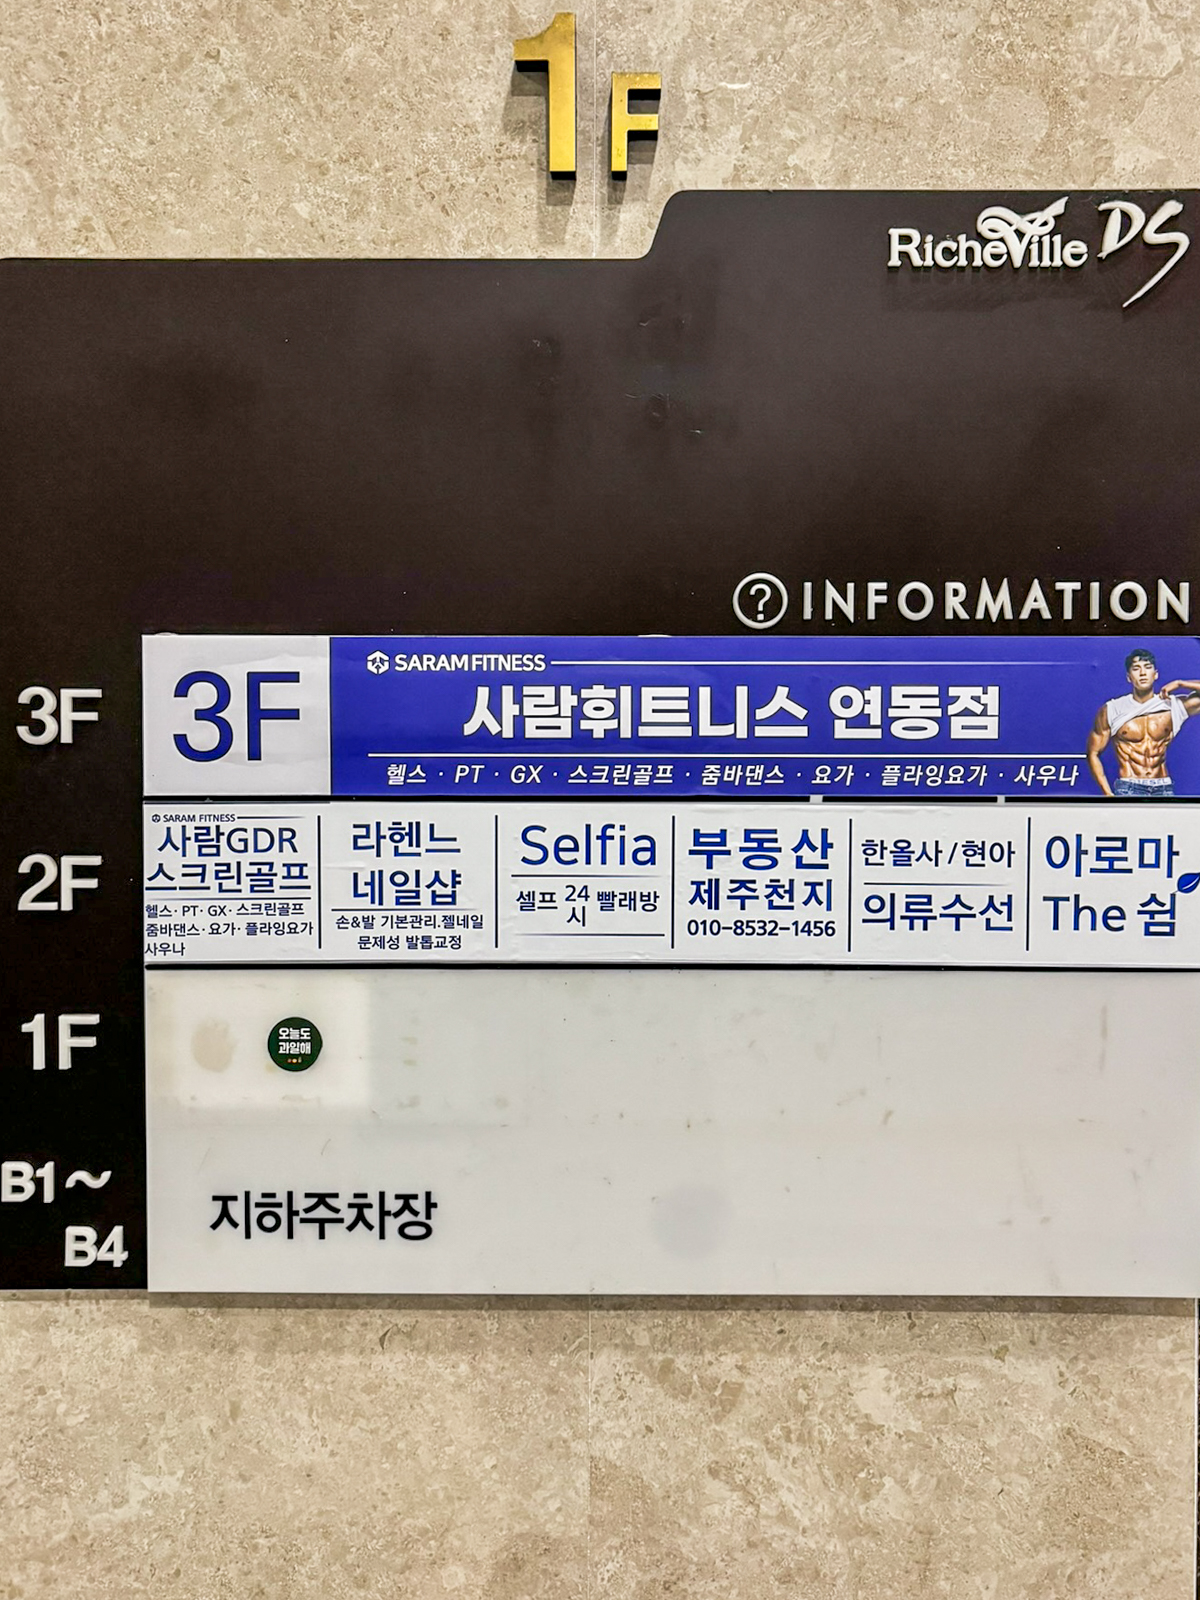 1F
RicheVille DS
? INFORMATION
3F
3F
SARAM FITNESS
사람휘트니스 연동점
헬스 · PT · GX · 스크린골프 · 줌바댄스 · 요가 · 플라잉요가 · 사우나
2F
SARAM FITNESS
사람GDR
스크린골프
헬스 · PT · GX · 스크린골프
줌바댄스 · 요가 · 플라잉요가
사우나
라헨느
네일샵
손&발 기본관리.젤네일
문제성 발톱교정
Selfia
셀프 24시 빨래방
부동산
제주천지
010-8532-1456
한올사/현아
의류수선
아로마
The 쉼
1F
오늘도
과일해
B1~
B4
지하주차장